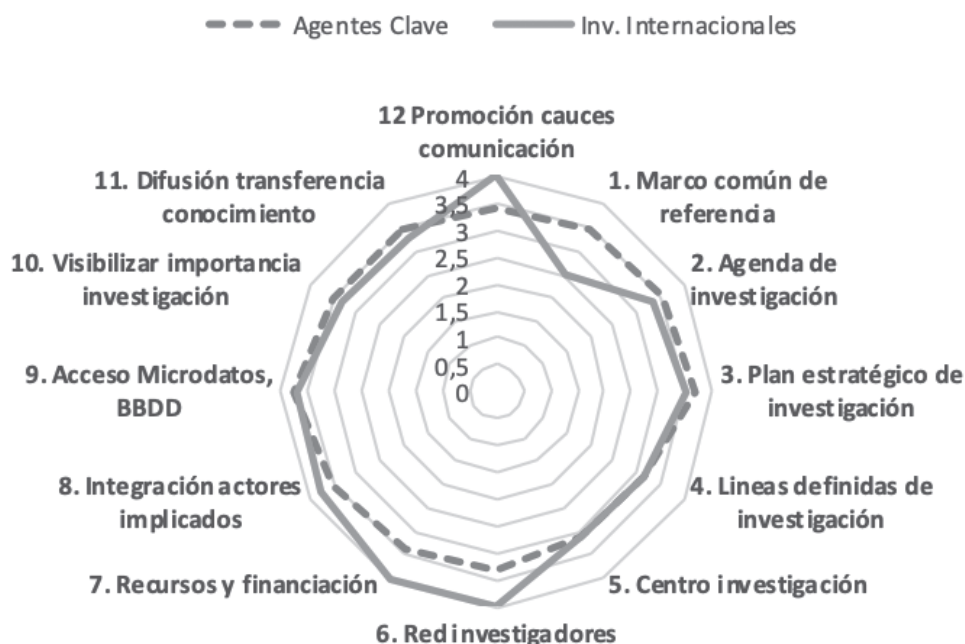 Agentes Clave
Inv. Internacionales
12 Promoción cauces
comunicación
1. Marco común de
referencia
2. Agenda de
investigación
3. Plan estratégico de
investigación
4. Lineas definidas de
investigación
5. Centro investigación
6. Red investigadores
7. Recursos y financiación
8. Integración actores
implicados
9. Acceso Microdatos,
BBDD
10. Visibilizar importancia
investigación
11. Difusión transferencia
conocimiento
4
3,5
3
2,5
2
1,5
1
0,5
0